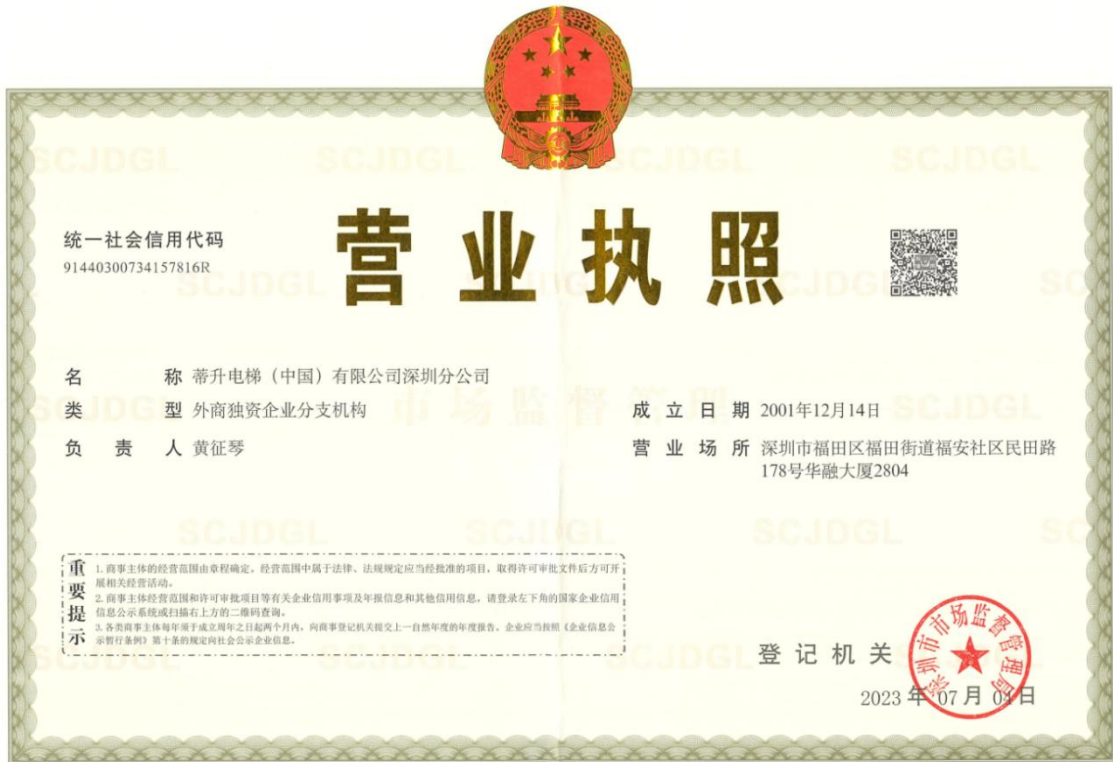 营业执照
统一社会信用代码
91440300734157816R
名 称 蒂升电梯（中国）有限公司深圳分公司
类 型 外商独资企业分支机构
负 责 人 黄征琴
成 立 日 期 2001年12月14日
营 业 场 所 深圳市福田区福田街道福安社区民田路
178号华融大厦2804
重要提示
1. 商事主体的经营范围由章程确定。经营范围中属于法律、法规规定应当经批准的项目，取得许可审批文件后方可开
展相关经营活动。
2. 商事主体经营范围和许可审批项目等有关企业信用事项及年报信息和其他信用信息，请登录左下角的国家企业信用
信息公示系统或扫描右上方的二维码查询。
3. 各类商事主体每年须于成立周年之日起两个月内，向商事登记机关提交上一自然年度的年度报告。企业应当按照《企业信息公
示暂行条例》第十条的规定向社会公示企业信息。
登 记 机 关
深圳市市场监督管理局
2023 年 07 月 04 日
SCJDGL
市场监督管理